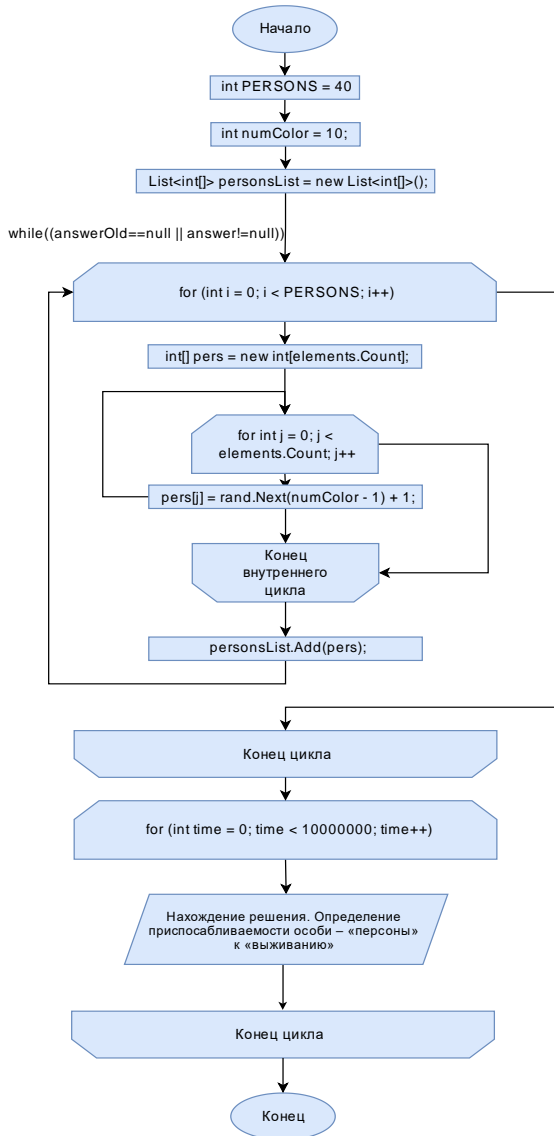 Начало
int PERSONS = 40
int numColor = 10;
List<int[]> personsList = new List<int[]>();
while((answerOld==null || answer!=null))
for (int i = 0; i < PERSONS; i++)
int[] pers = new int[elements.Count];
for int j = 0; j <
elements.Count; j++
pers[j] = rand.Next(numColor - 1) + 1;
Конец
внутреннего
цикла
personsList.Add(pers);
Конец цикла
for (int time = 0; time < 10000000; time++)
Нахождение решения. Определение
приспосабливаемости особи – «персоны»
к «выживанию»
Конец цикла
Конец